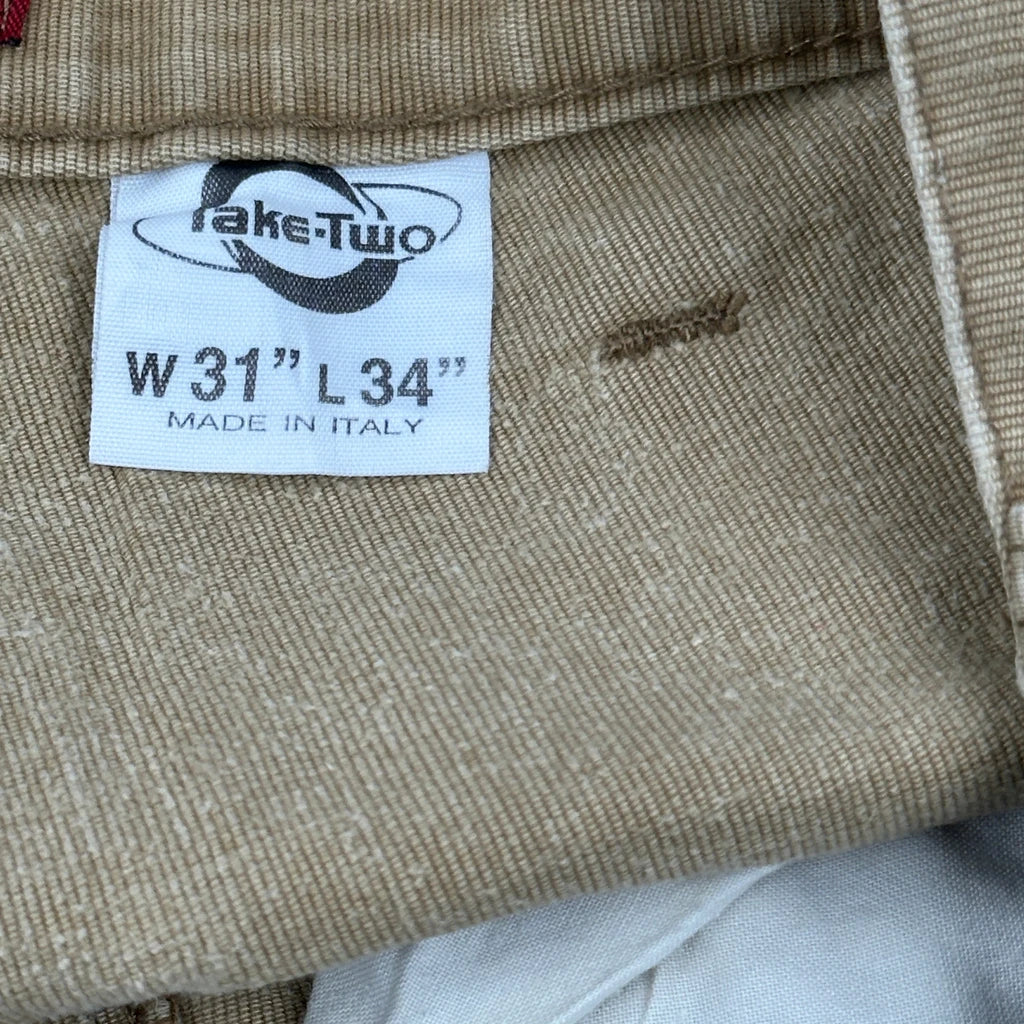 Take-Two
W 31” L 34”
MADE IN ITALY